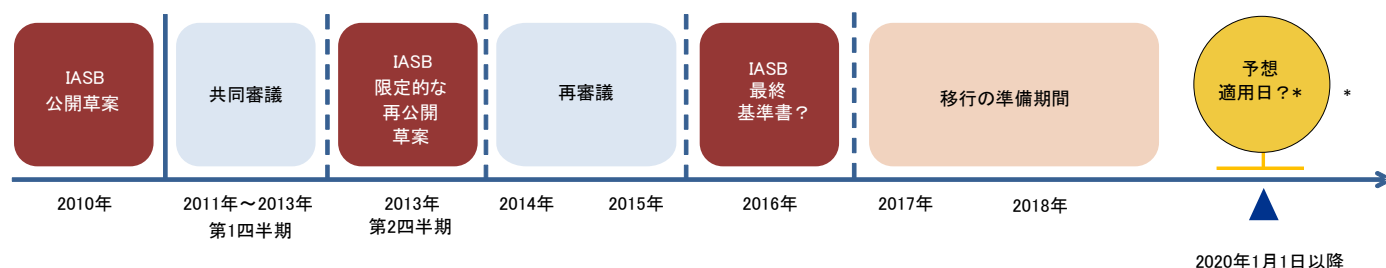 IASB
公開草案
共同審議
IASB
限定的な
再公開
草案
再審議
IASB
最終
基準書？
移行の準備期間
予想
適用日？*
*
2010年
2011年～2013年
第1四半期
2013年
第2四半期
2014年
2015年
2016年
2017年
2018年
2020年1月1日以降